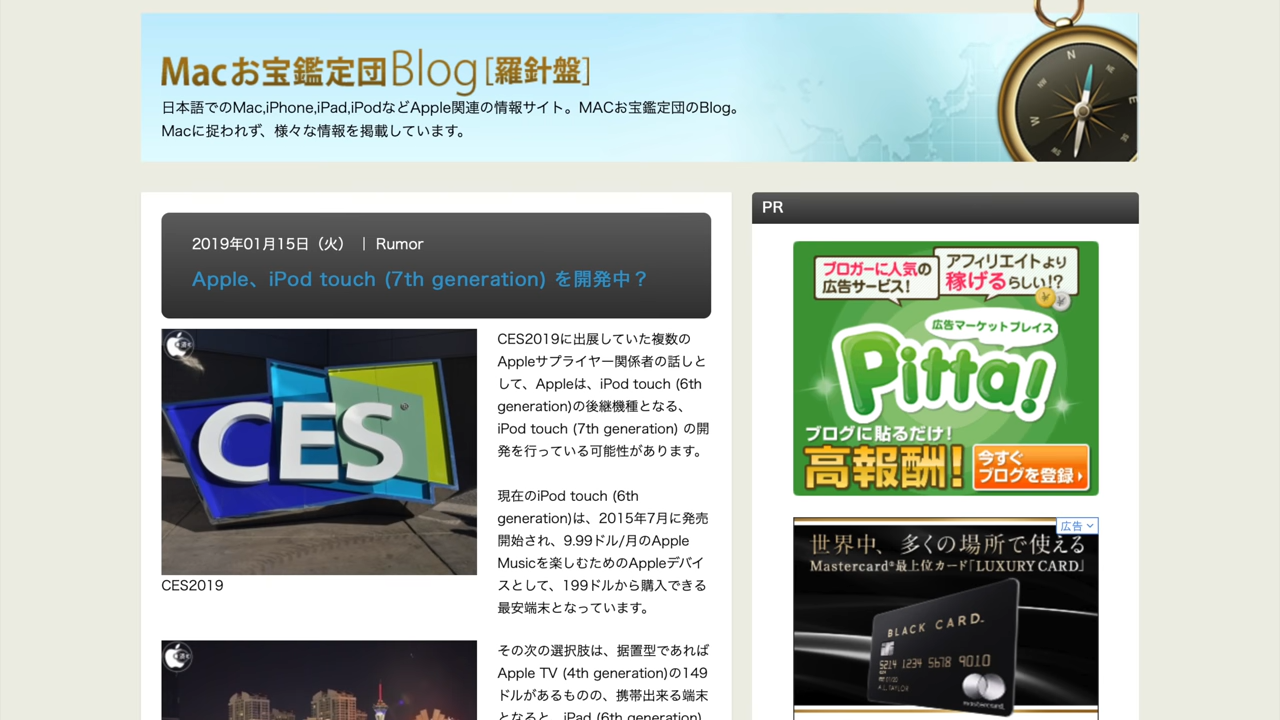 Macお宝鑑定団Blog[羅針盤]
日本語でのMac,iPhone,iPad,iPodなどApple関連の情報サイト。MACお宝鑑定団のBlog。
Macに捉われず、様々な情報を掲載しています。
2019年01月15日（火） ｜ Rumor
Apple、iPod touch (7th generation) を開発中？
CES
CES2019
CES2019に出展していた複数の
Appleサプライヤー関係者の話しと
して、Appleは、iPod touch (6th
generation)の後継機種となる、
iPod touch (7th generation) の開
発を行っている可能性があります。
現在のiPod touch (6th
generation)は、2015年7月に発売
開始され、9.99ドル/月のApple
Musicを楽しむためのAppleデバイ
スとして、199ドルから購入できる
最安端末となっています。
その次の選択肢は、据置型であれば
Apple TV (4th generation)の149
ドルがあるものの、携帯出来る端末
となると、iPad (6th generation)
PR
ブロガーに人気の
広告サービス!
アフィリエイトより
稼げるらしい!?
広告マーケットプレイス
Pitta!
ブログに貼るだけ!
高報酬!
今すぐ
ブログを登録
広告
世界中、多くの場所で使える
Mastercard®最上位カード「LUXURY CARD」
BLACK CARD
5214 1234 5678 9010
A.L.TAYLOR
mastercard
N
E
W